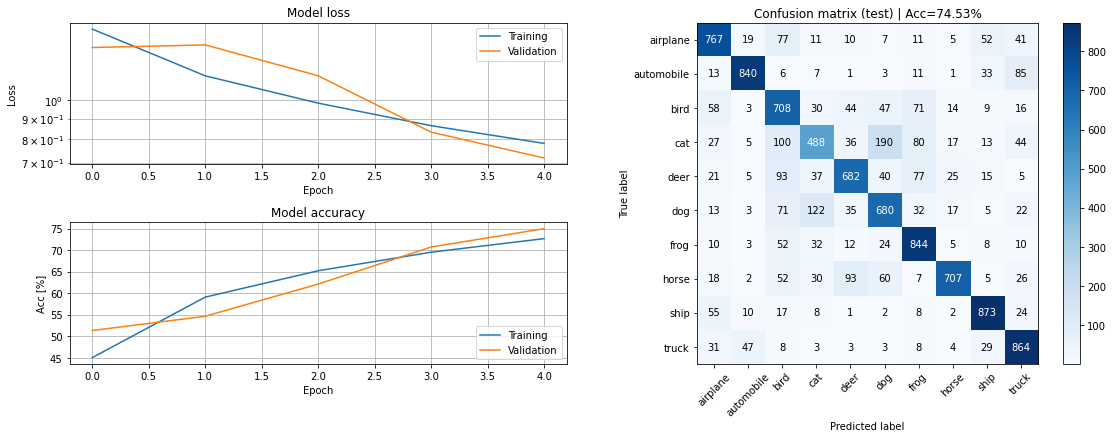 Model loss
Training
Validation
10⁰
9 × 10⁻¹
8 × 10⁻¹
7 × 10⁻¹
Loss
0.0 0.5 1.0 1.5 2.0 2.5 3.0 3.5 4.0
Epoch
Model accuracy
75
70
65
60
55
50
45
Acc [%]
Training
Validation
0.0 0.5 1.0 1.5 2.0 2.5 3.0 3.5 4.0
Epoch
Confusion matrix (test) | Acc=74.53%
True label
airplane 767 19 77 11 10 7 11 5 52 41
automobile 13 840 6 7 1 3 11 1 33 85
bird 58 3 708 30 44 47 71 14 9 16
cat 27 5 100 488 36 190 80 17 13 44
deer 21 5 93 37 682 40 77 25 15 5
dog 13 3 71 122 35 680 32 17 5 22
frog 10 3 52 32 12 24 844 5 8 10
horse 18 2 52 30 93 60 7 707 5 26
ship 55 10 17 8 1 2 8 2 873 24
truck 31 47 8 3 3 3 8 4 29 864
airplane automobile bird cat deer dog frog horse ship truck
Predicted label
800
700
600
500
400
300
200
100